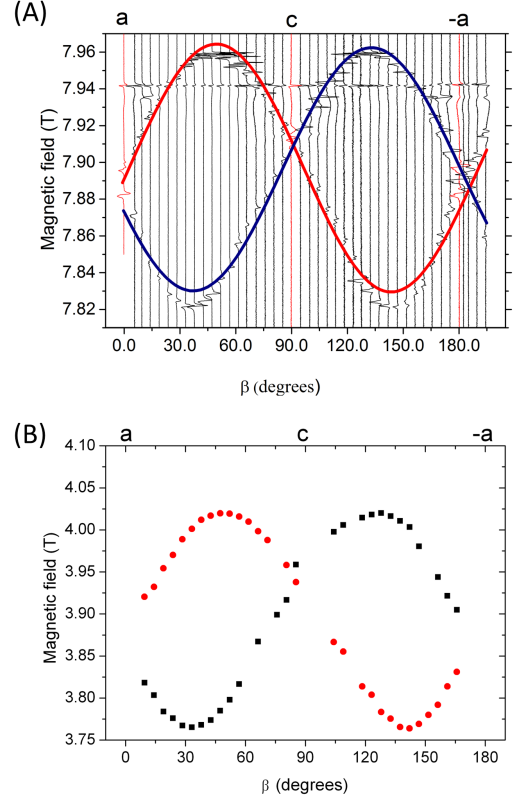 (A)
a c -a
7.96
7.94
7.92
7.90
7.88
7.86
7.84
7.82
Magnetic field (T)
0.0 30.0 60.0 90.0 120.0 150.0 180.0
β (degrees)
(B)
a c -a
4.10
4.05
4.00
3.95
3.90
3.85
3.80
3.75
Magnetic field (T)
0 30 60 90 120 150 180
β (degrees)